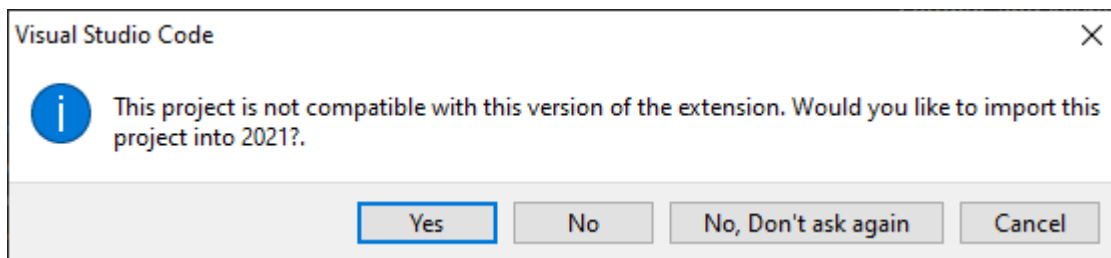 Visual Studio Code
This project is not compatible with this version of the extension. Would you like to import this
project into 2021?.
Yes
No
No, Don't ask again
Cancel